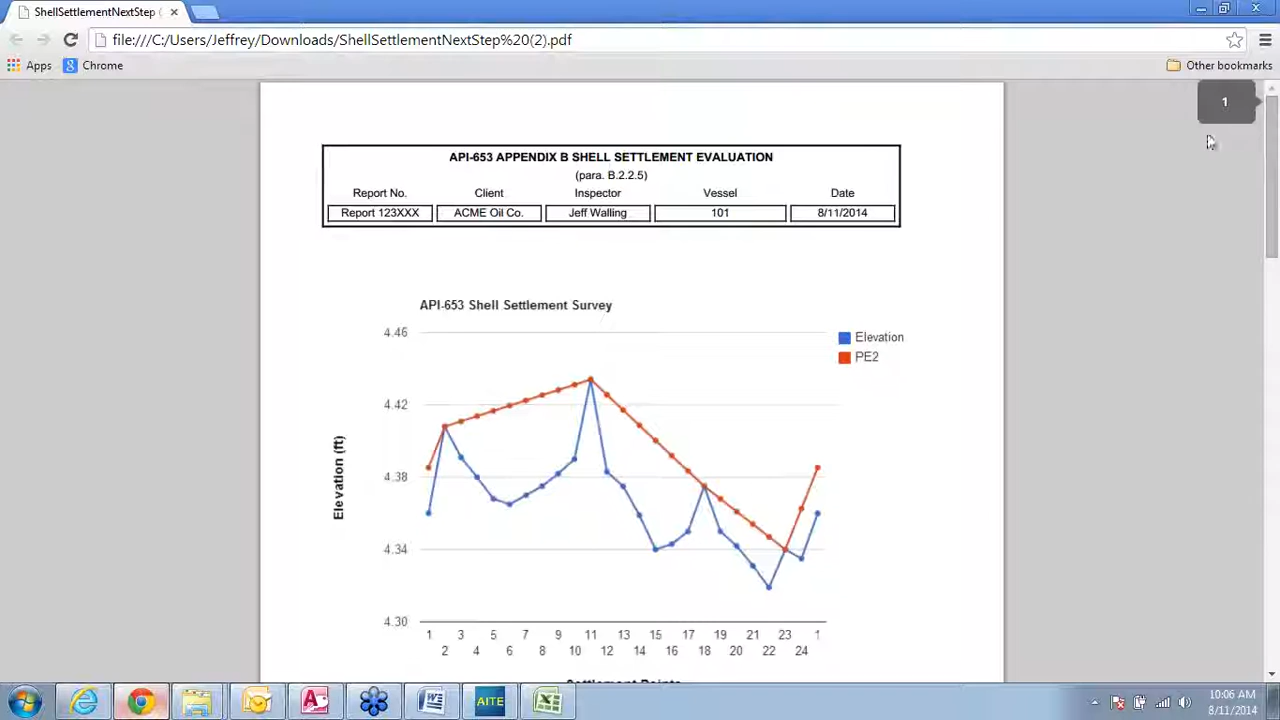 ShellSettlementNextStep (
file:///C:/Users/Jeffrey/Downloads/ShellSettlementNextStep%20(2).pdf
Apps Chrome Other bookmarks
1
API-653 APPENDIX B SHELL SETTLEMENT EVALUATION
(para. B.2.2.5)
Report No. Client Inspector Vessel Date
Report 123XXX ACME Oil Co. Jeff Walling 101 8/11/2014
API-653 Shell Settlement Survey
4.46
4.42
4.38
4.34
4.30
Elevation (ft)
Elevation
PE2
1 3 5 7 9 11 13 15 17 19 21 23 1
2 4 6 8 10 12 14 16 18 20 22 24
Settlement Points
AITE
10:06 AM
8/11/2014